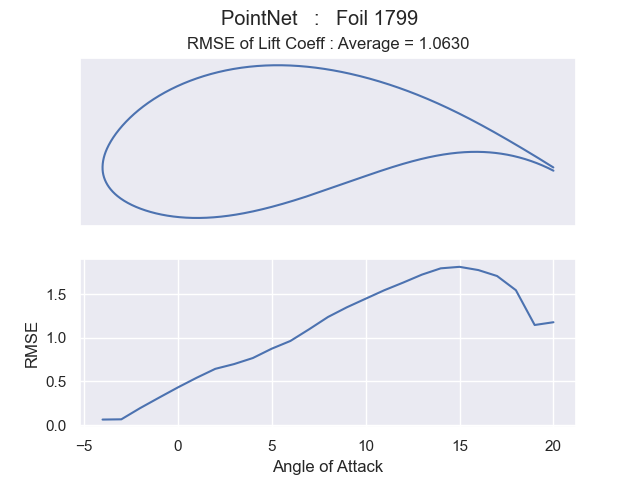 PointNet   :   Foil 1799
RMSE of Lift Coeff : Average = 1.0630
1.5
1.0
0.5
0.0
RMSE
−5 0 5 10 15 20
Angle of Attack